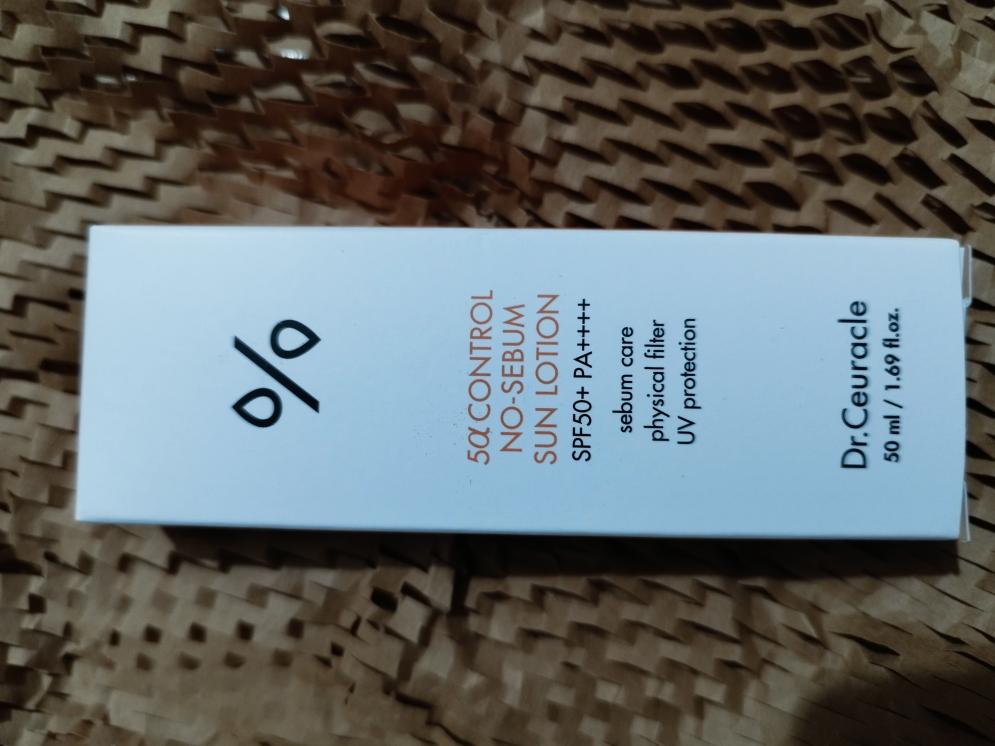 5α CONTROL
NO-SEBUM
SUN LOTION
SPF50+ PA++++
sebum care
physical filter
UV protection
Dr.Ceuracle
50 ml / 1.69 fl.oz.